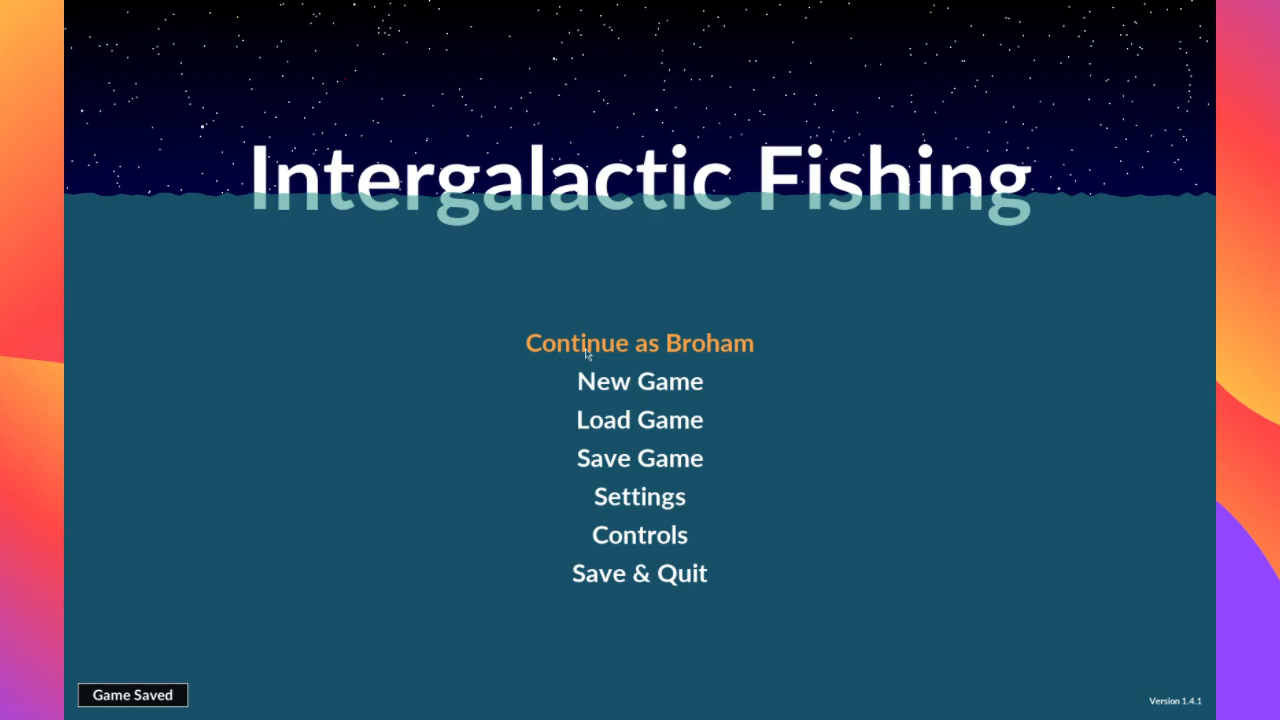 Intergalactic Fishing
Continue as Broham
New Game
Load Game
Save Game
Settings
Controls
Save & Quit
Game Saved
Version 1.4.1